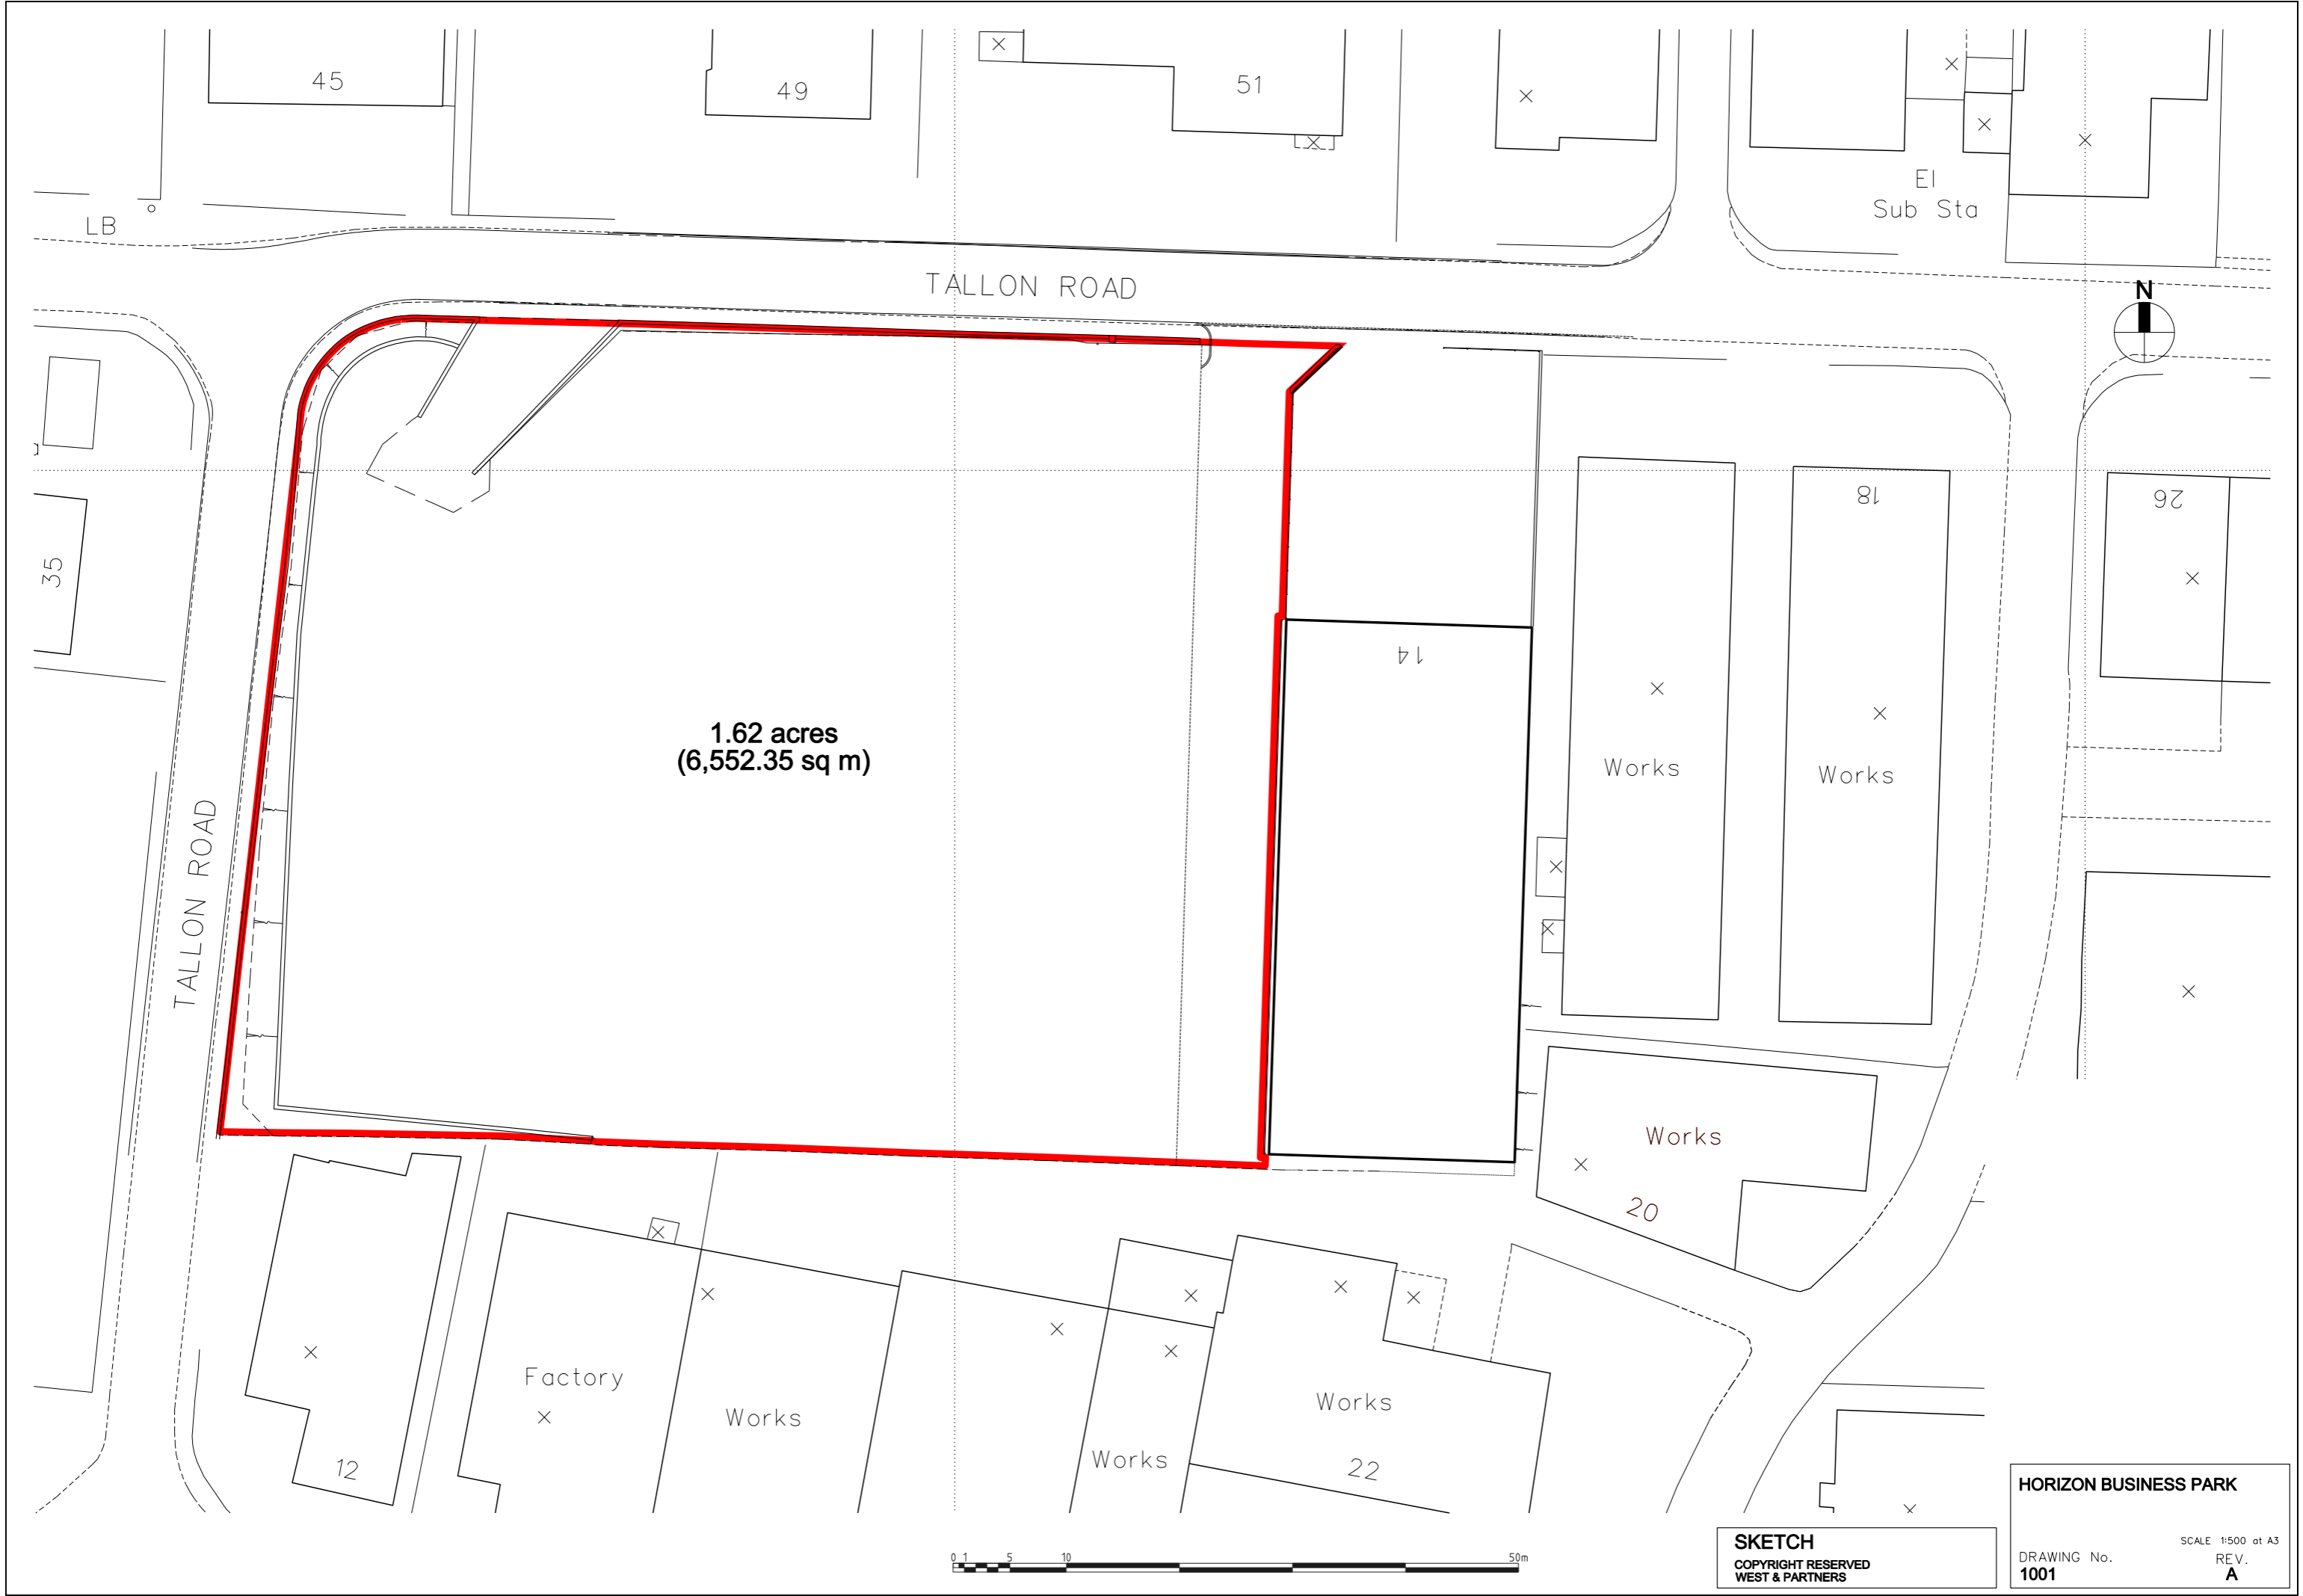 45
49
51
El
Sub Sta
LB
TALLON ROAD
N
35
18
26
14
1.62 acres
(6,552.35 sq m)
Works
Works
TALLON ROAD
Works
20
Factory
Works
Works
Works
12
22
HORIZON BUSINESS PARK
SCALE 1:500 at A3
DRAWING No.
REV.
1001
A
SKETCH
COPYRIGHT RESERVED
WEST & PARTNERS
0 1 5 10 50m